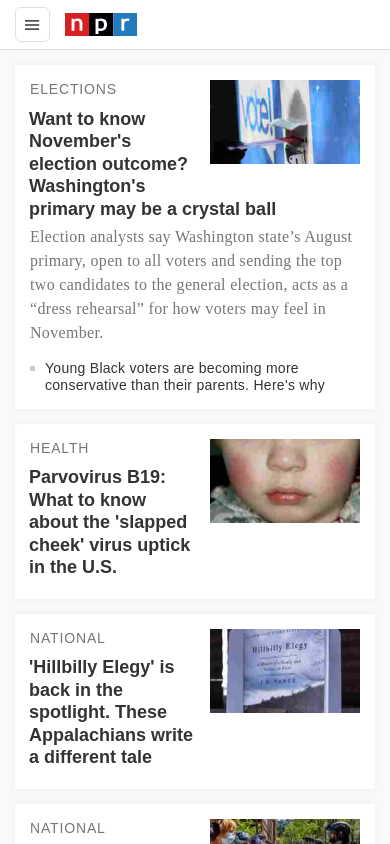 npr
ELECTIONS
Want to know
November's
election outcome?
Washington's
primary may be a crystal ball
vote!
Election analysts say Washington state’s August
primary, open to all voters and sending the top
two candidates to the general election, acts as a
“dress rehearsal” for how voters may feel in
November.
Young Black voters are becoming more
conservative than their parents. Here's why
HEALTH
Parvovirus B19:
What to know
about the 'slapped
cheek' virus uptick
in the U.S.
NATIONAL
'Hillbilly Elegy' is
back in the
spotlight. These
Appalachians write
a different tale
Hillbilly Elegy
J.D. VANCE
NATIONAL